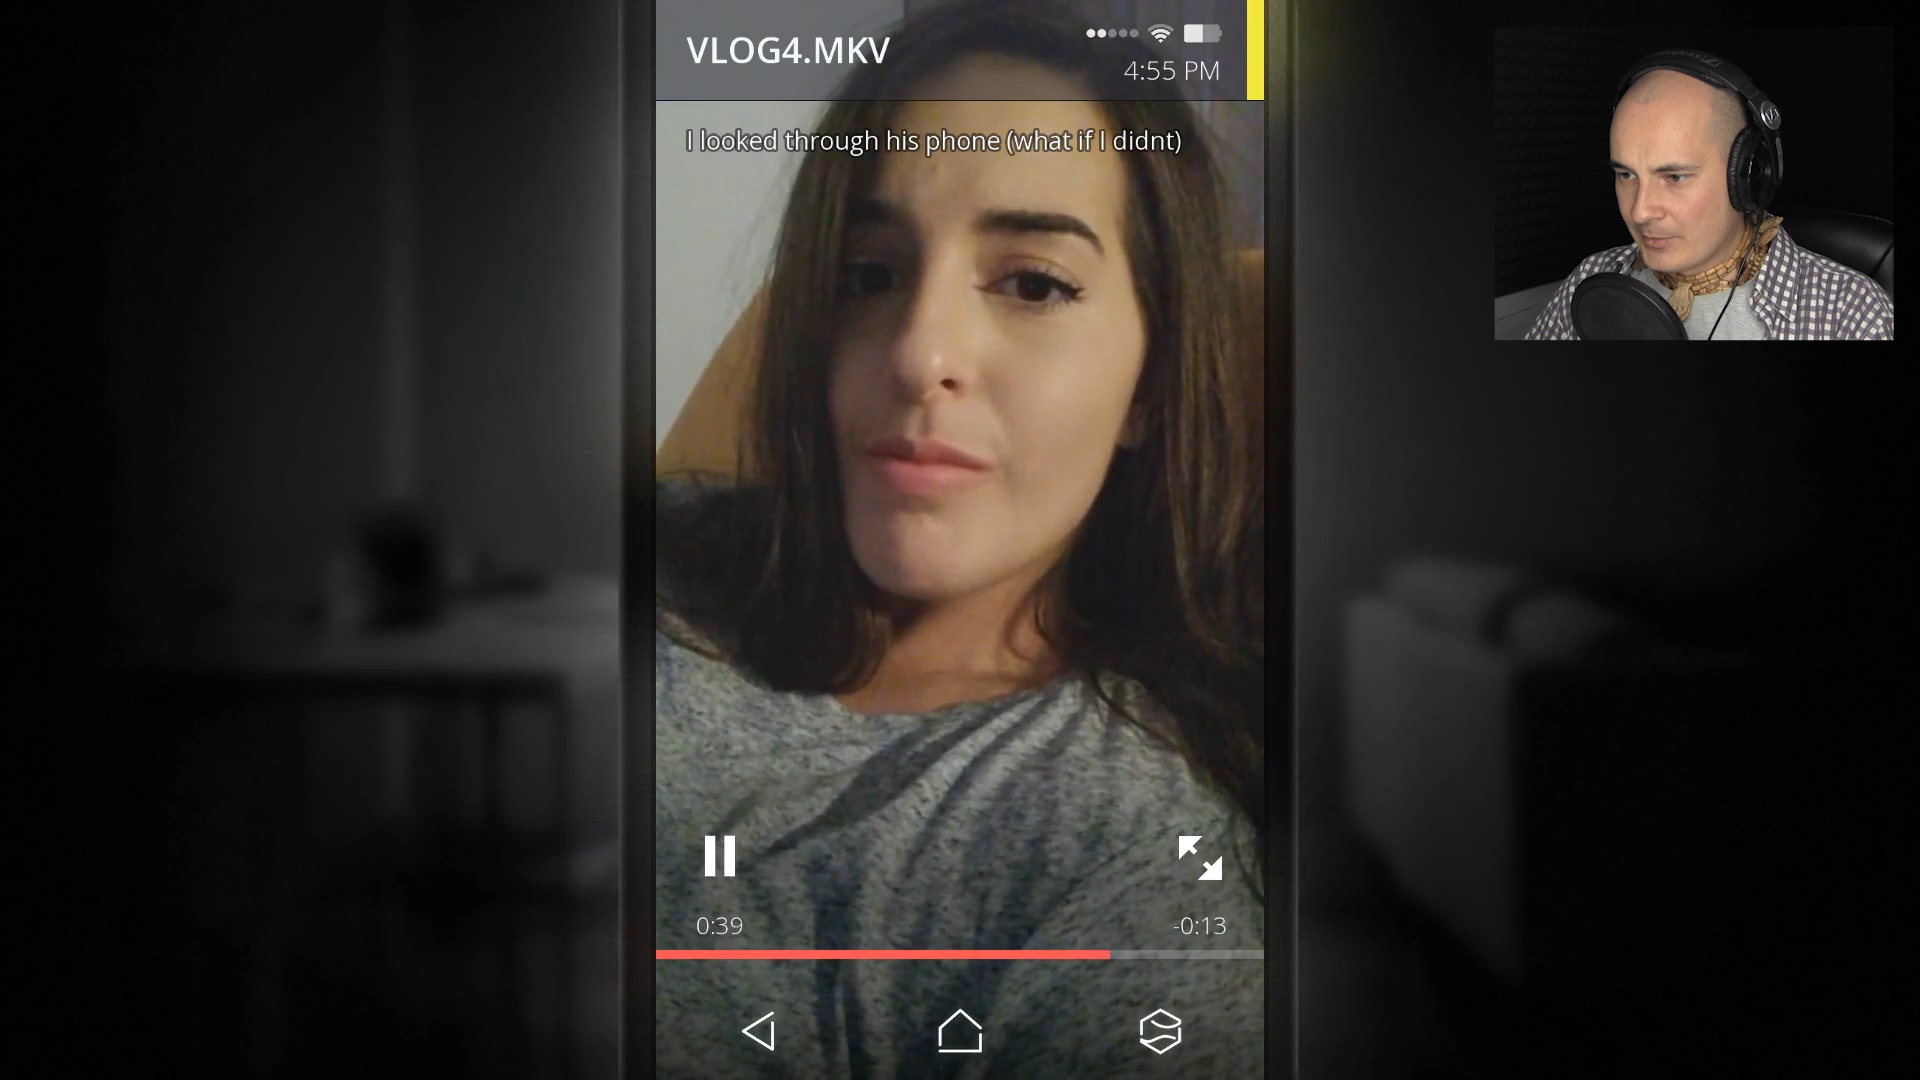 VLOG4.MKV
4:55 PM
I looked through his phone (what if I didnt)
0:39
-0:13